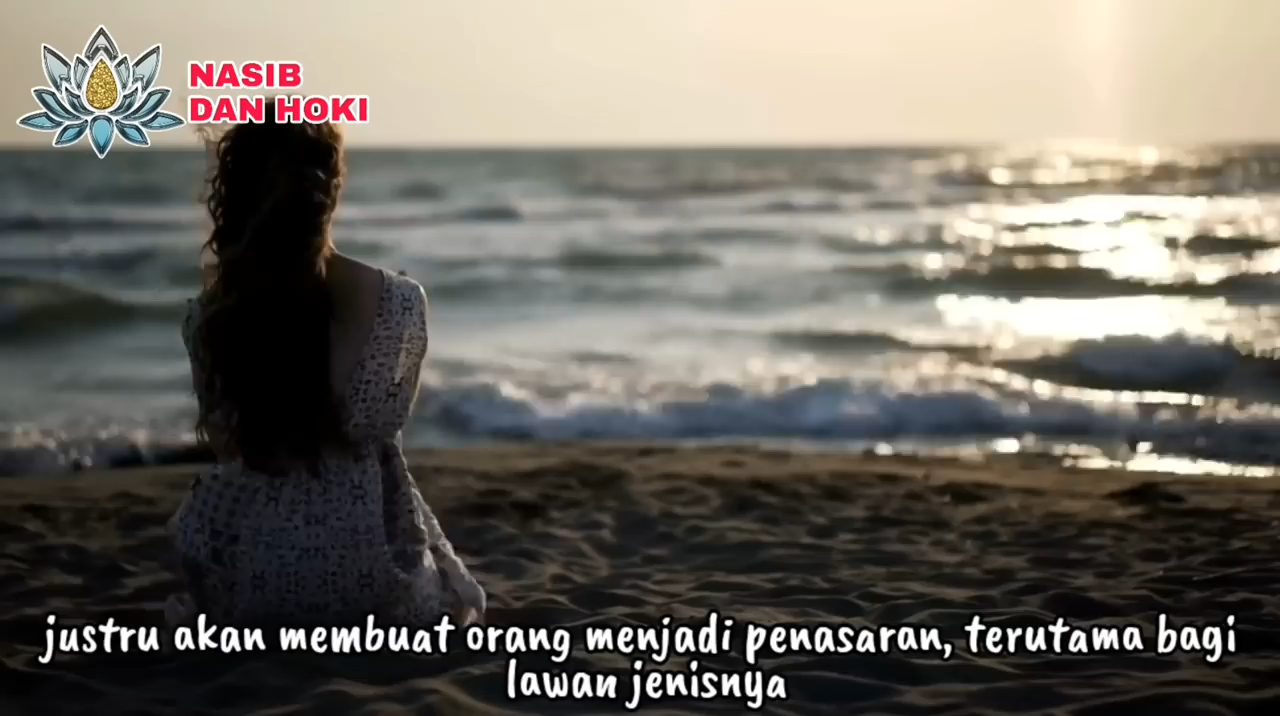 NASIB
DAN HOKI
justru akan membuat orang menjadi penasaran, terutama bagi
lawan jenisnya